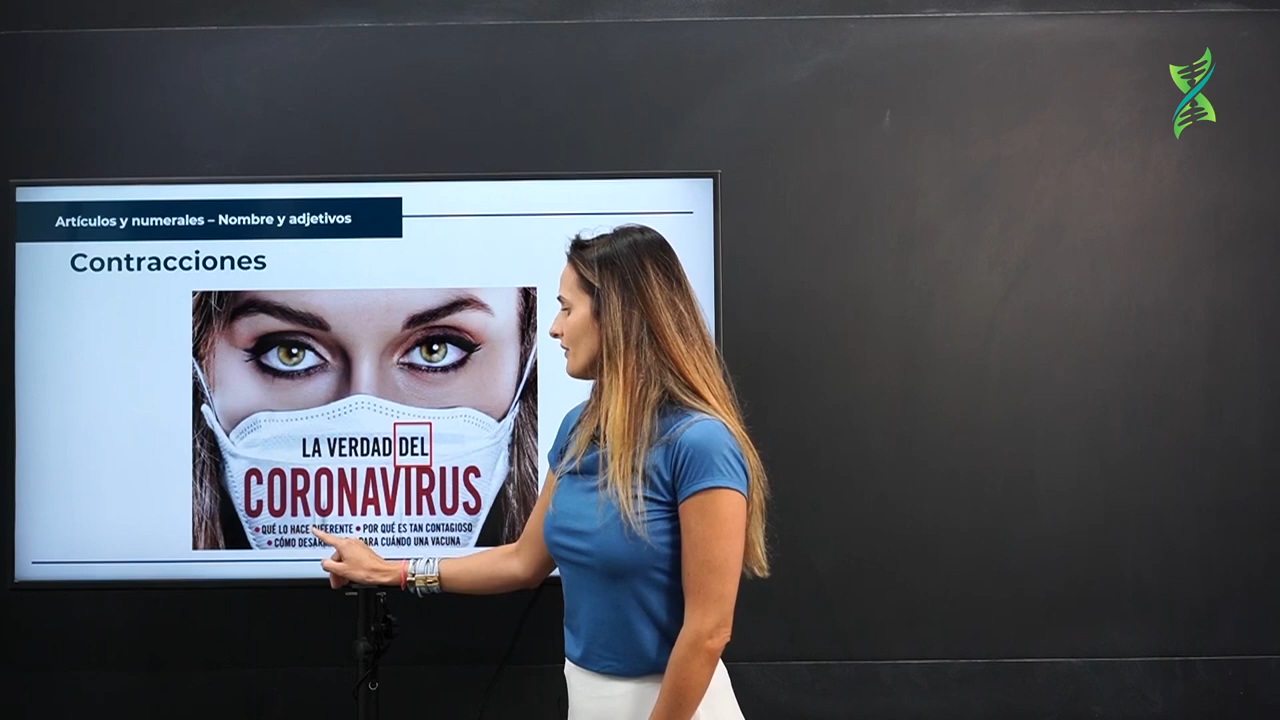 Artículos y numerales – Nombre y adjetivos
Contracciones
LA VERDAD DEL
CORONAVIRUS
• QUÉ LO HACE DIFERENTE • POR QUÉ ES TAN CONTAGIOSO
• CÓMO PARA CUÁNDO UNA VACUNA